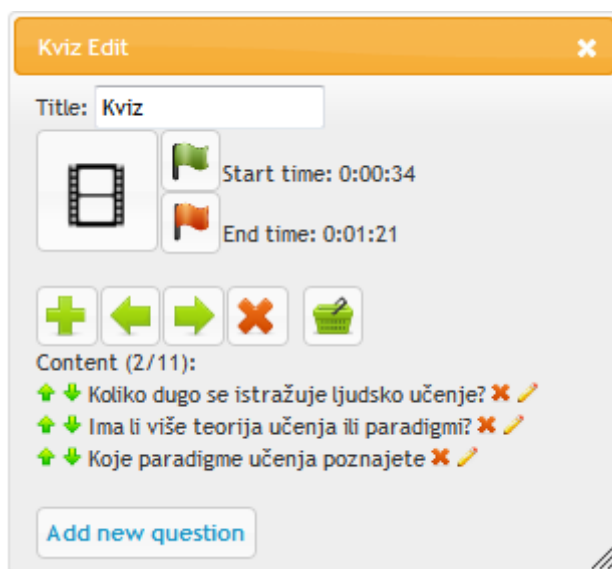 Kviz Edit
Title: Kviz
Start time: 0:00:34
End time: 0:01:21
Content (2/11):
Koliko dugo se istražuje ljudsko učenje?
Ima li više teorija učenja ili paradigmi?
Koje paradigme učenja poznajete
Add new question